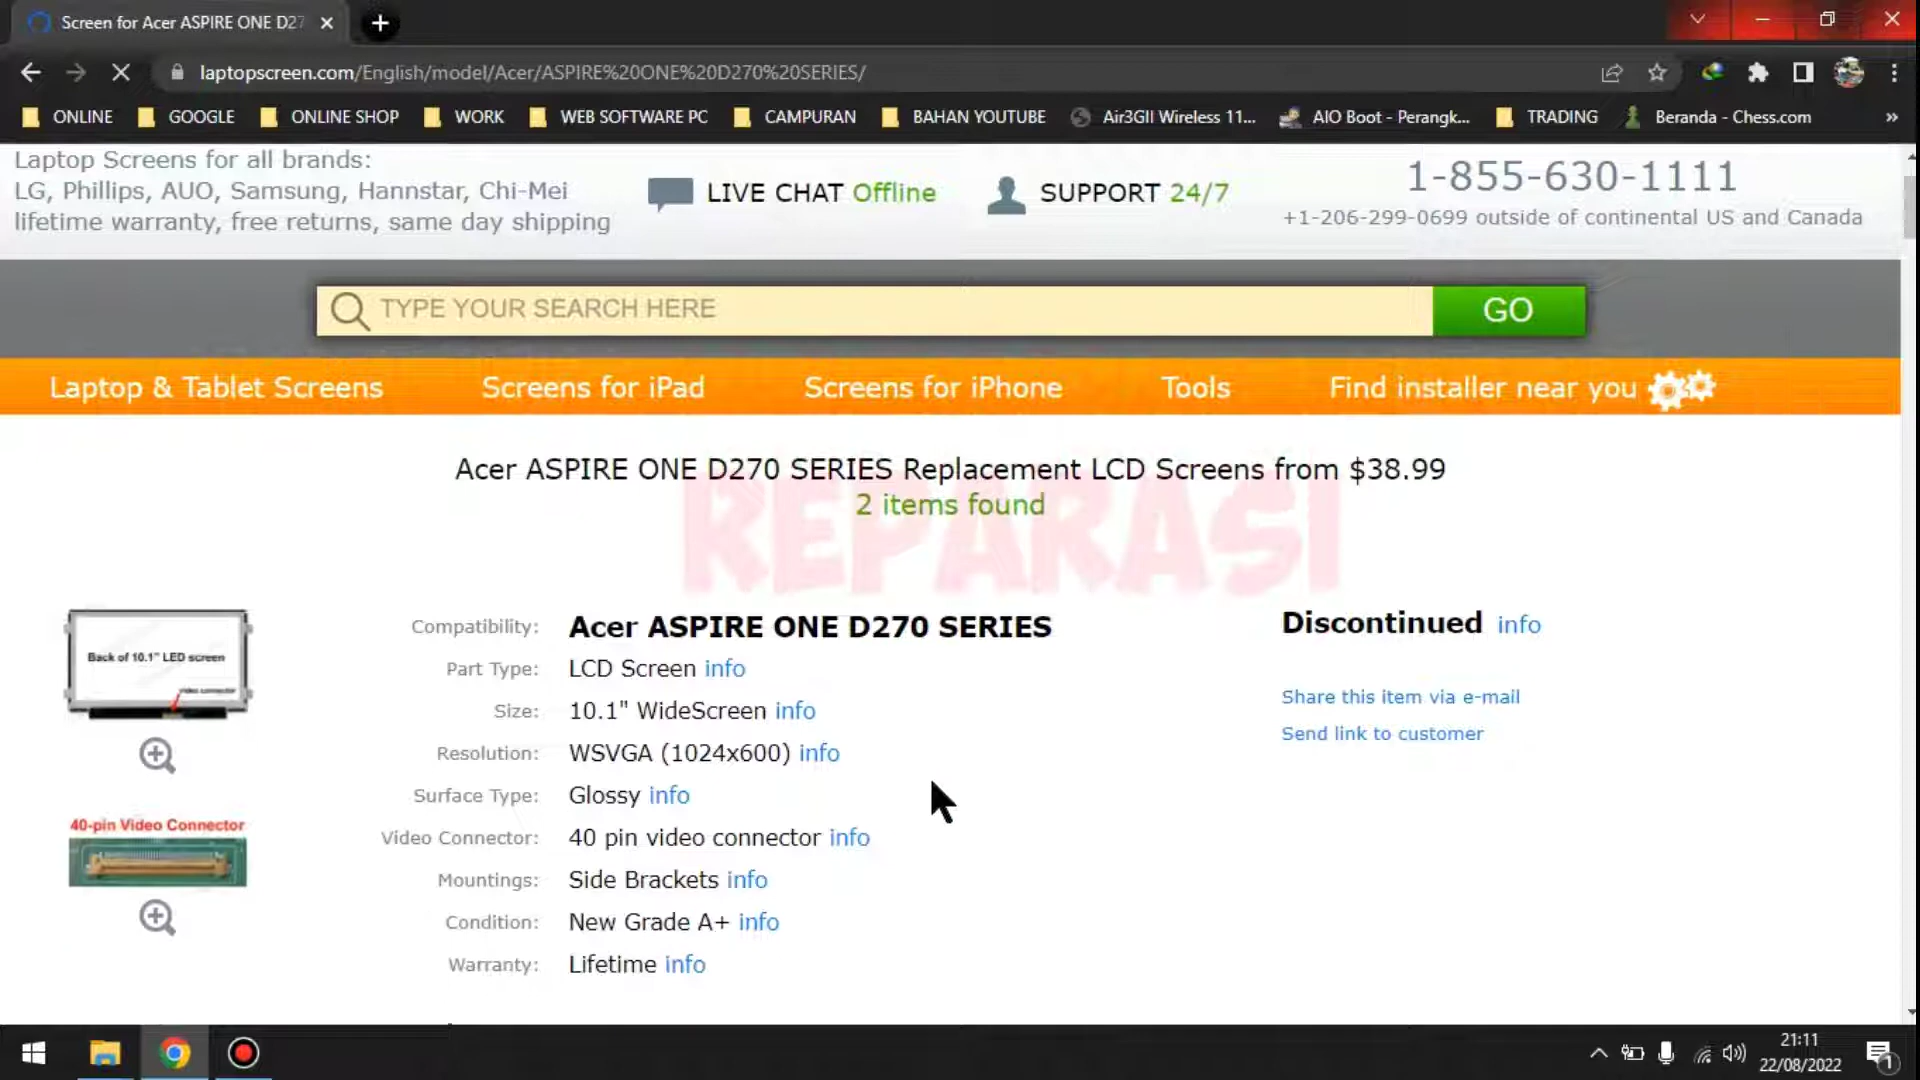 Screen for Acer ASPIRE ONE D27
laptopscreen.com/English/model/Acer/ASPIRE%20ONE%20D270%20SERIES/
ONLINE
GOOGLE
ONLINE SHOP
WORK
WEB SOFTWARE PC
CAMPURAN
BAHAN YOUTUBE
Air3GII Wireless 11...
AIO Boot - Perangk...
TRADING
Beranda - Chess.com
Laptop Screens for all brands:
LG, Phillips, AUO, Samsung, Hannstar, Chi-Mei
lifetime warranty, free returns, same day shipping
LIVE CHAT Offline
SUPPORT 24/7
1-855-630-1111
+1-206-299-0699 outside of continental US and Canada
TYPE YOUR SEARCH HERE
GO
Laptop & Tablet Screens
Screens for iPad
Screens for iPhone
Tools
Find installer near you
Acer ASPIRE ONE D270 SERIES Replacement LCD Screens from $38.99
2 items found
REPARASI
Back of 10.1" LED screen
video connector
40-pin Video Connector
Compatibility: Acer ASPIRE ONE D270 SERIES
Part Type: LCD Screen info
Size: 10.1" WideScreen info
Resolution: WSVGA (1024x600) info
Surface Type: Glossy info
Video Connector: 40 pin video connector info
Mountings: Side Brackets info
Condition: New Grade A+ info
Warranty: Lifetime info
Discontinued info
Share this item via e-mail
Send link to customer
21:11
22/08/2022
1